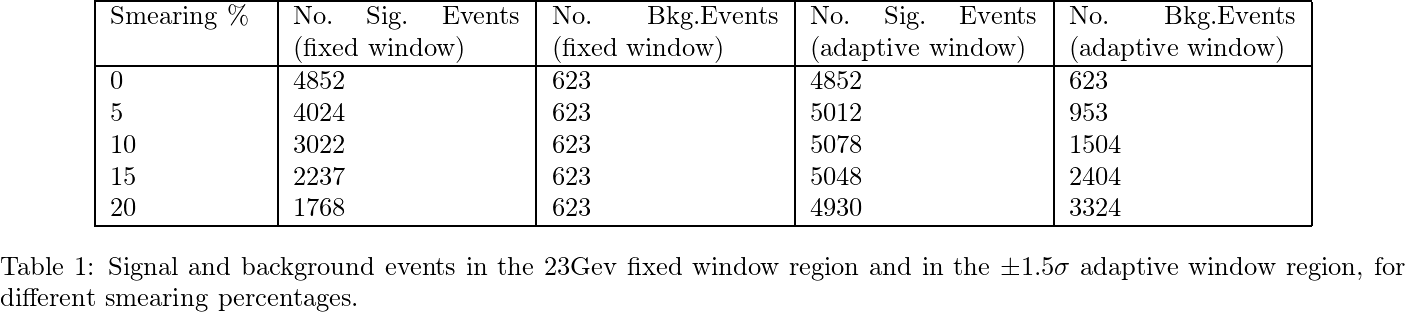 Smearing % No. Sig. Events No. Bkg.Events No. Sig. Events No. Bkg.Events
(fixed window) (fixed window) (adaptive window) (adaptive window)
0 4852 623 4852 623
5 4024 623 5012 953
10 3022 623 5078 1504
15 2237 623 5048 2404
20 1768 623 4930 3324
Table 1: Signal and background events in the 23Gev fixed window region and in the ±1.5σ adaptive window region, for
different smearing percentages.